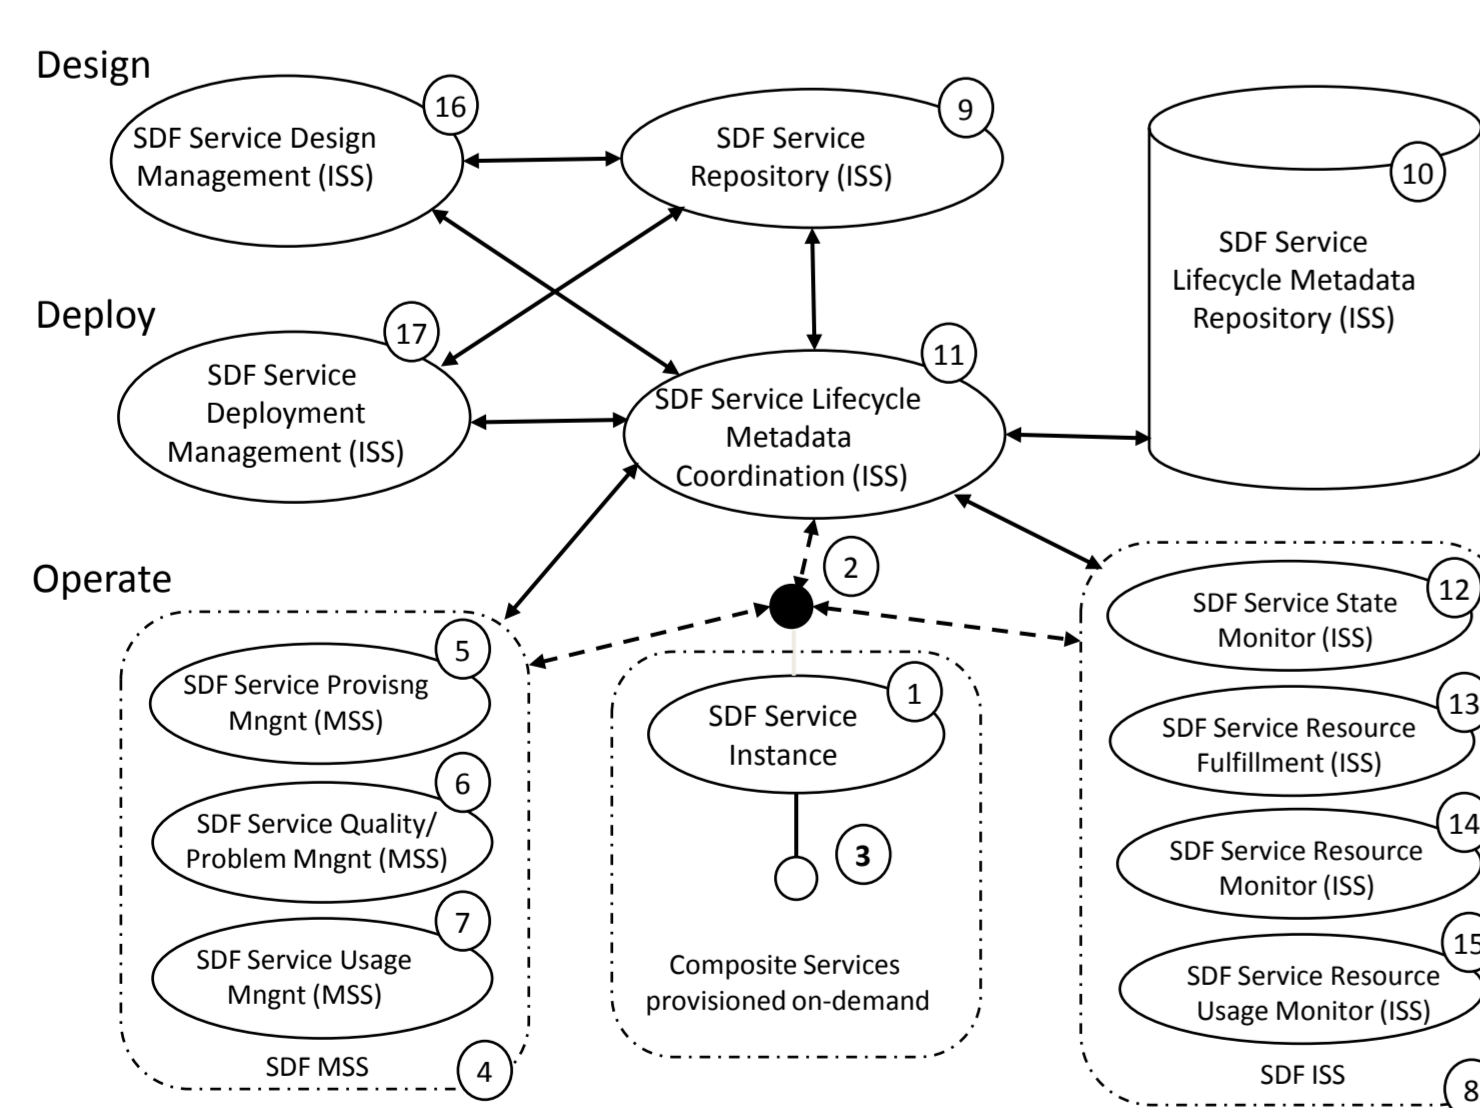 Design
16
SDF Service Design
Management (ISS)
9
SDF Service
Repository (ISS)
10
SDF Service
Lifecycle Metadata
Repository (ISS)
Deploy
17
SDF Service
Deployment
Management (ISS)
11
SDF Service Lifecycle
Metadata
Coordination (ISS)
2
Operate
5
SDF Service Provisng
Mngnt (MSS)
6
SDF Service Quality/
Problem Mngnt (MSS)
7
SDF Service Usage
Mngnt (MSS)
SDF MSS
4
1
SDF Service
Instance
3
Composite Services
provisioned on-demand
12
SDF Service State
Monitor (ISS)
13
SDF Service Resource
Fulfillment (ISS)
14
SDF Service Resource
Monitor (ISS)
15
SDF Service Resource
Usage Monitor (ISS)
SDF ISS
8